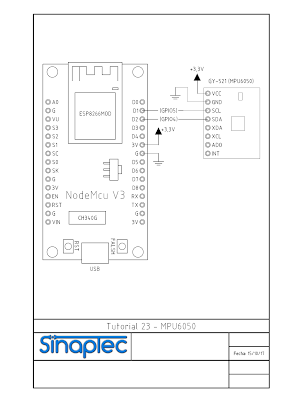 +3,3V
GY-521 (MPU6050)
VCC
GND
SCL
SDA
XDA
XCL
ADO
INT
ESP8266MOD
A0
G
VU
S3
S2
S1
SC
S0
SK
G
3V
EN
RST
G
VIN
D0
D1
D2
D3
D4
3V
G
D5
D6
D7
D8
RX
TX
G
3V
(GPIO5)
(GPIO4)
+3,3V
NodeMcu V3
CH340G
RST
FLASH
USB
Tutorial 23 - MPU6050
Sinaptec
Fecha: 15/10/17